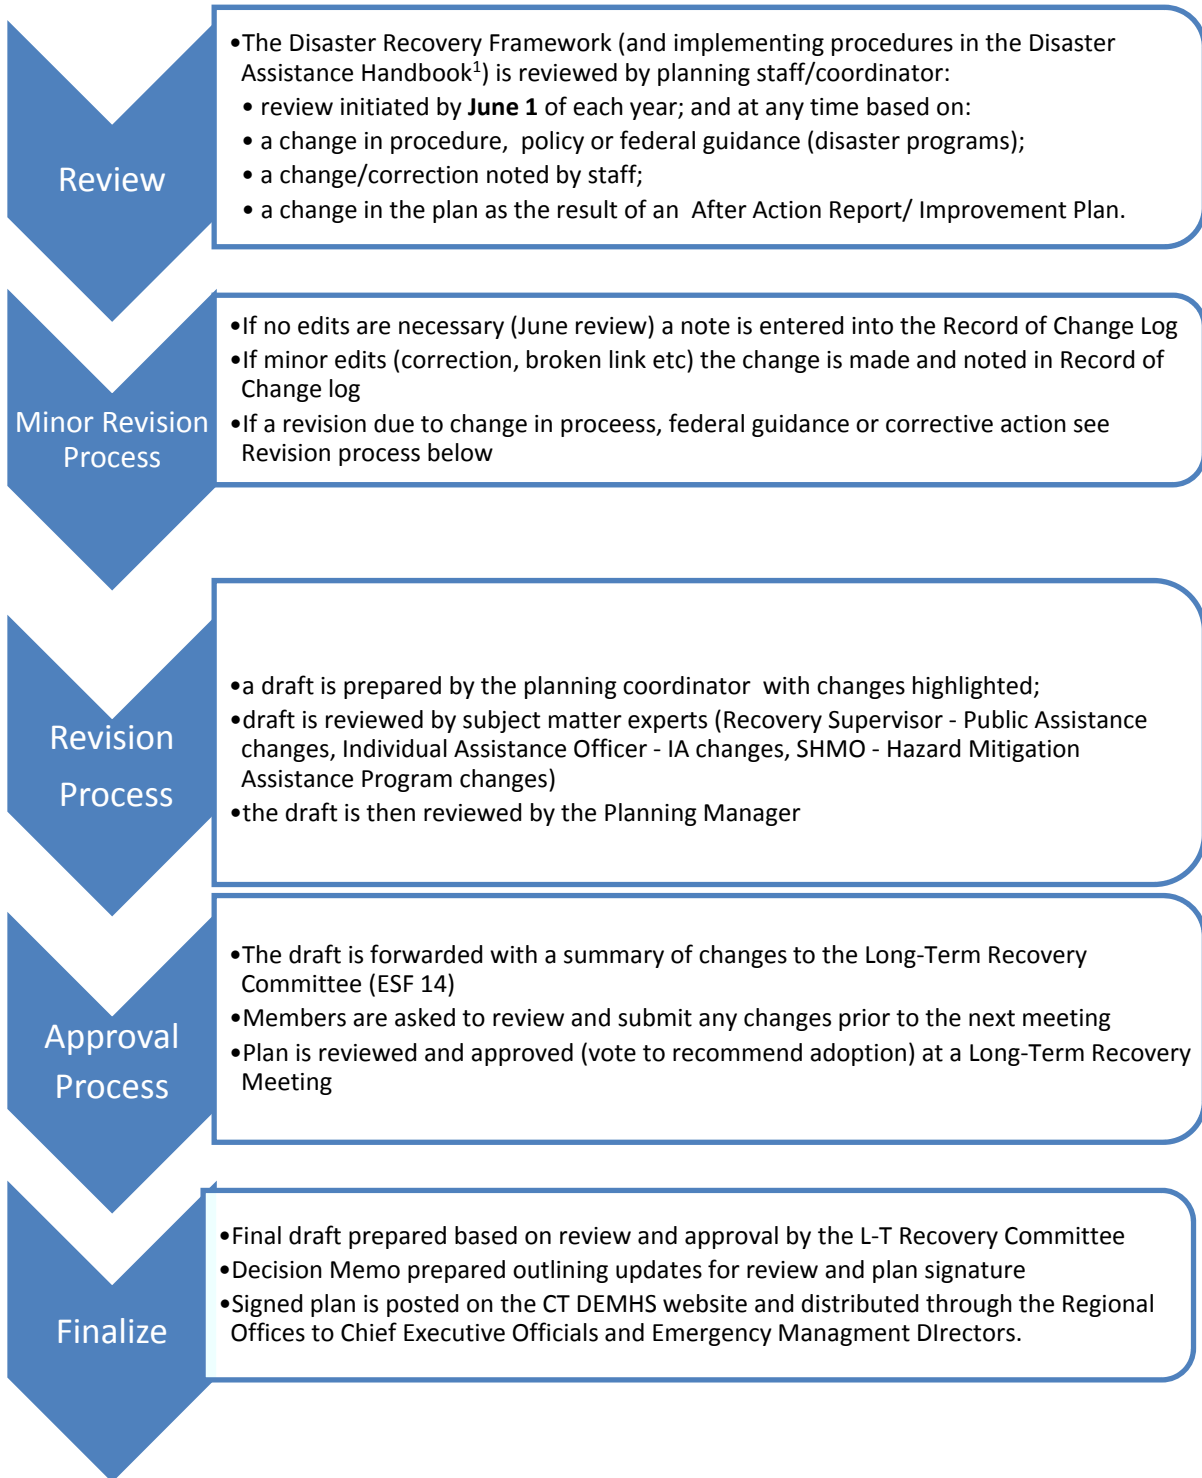 Review
•The Disaster Recovery Framework (and implementing procedures in the Disaster
Assistance Handbook¹) is reviewed by planning staff/coordinator:
• review initiated by June 1 of each year; and at any time based on:
• a change in procedure, policy or federal guidance (disaster programs);
• a change/correction noted by staff;
• a change in the plan as the result of an After Action Report/ Improvement Plan.
Minor Revision
Process
•If no edits are necessary (June review) a note is entered into the Record of Change Log
•If minor edits (correction, broken link etc) the change is made and noted in Record of
Change log
•If a revision due to change in proceess, federal guidance or corrective action see
Revision process below
Revision
Process
•a draft is prepared by the planning coordinator with changes highlighted;
•draft is reviewed by subject matter experts (Recovery Supervisor - Public Assistance
changes, Individual Assistance Officer - IA changes, SHMO - Hazard Mitigation
Assistance Program changes)
•the draft is then reviewed by the Planning Manager
Approval
Process
•The draft is forwarded with a summary of changes to the Long-Term Recovery
Committee (ESF 14)
•Members are asked to review and submit any changes prior to the next meeting
•Plan is reviewed and approved (vote to recommend adoption) at a Long-Term Recovery
Meeting
Finalize
•Final draft prepared based on review and approval by the L-T Recovery Committee
•Decision Memo prepared outlining updates for review and plan signature
•Signed plan is posted on the CT DEMHS website and distributed through the Regional
Offices to Chief Executive Officials and Emergency Managment DIrectors.